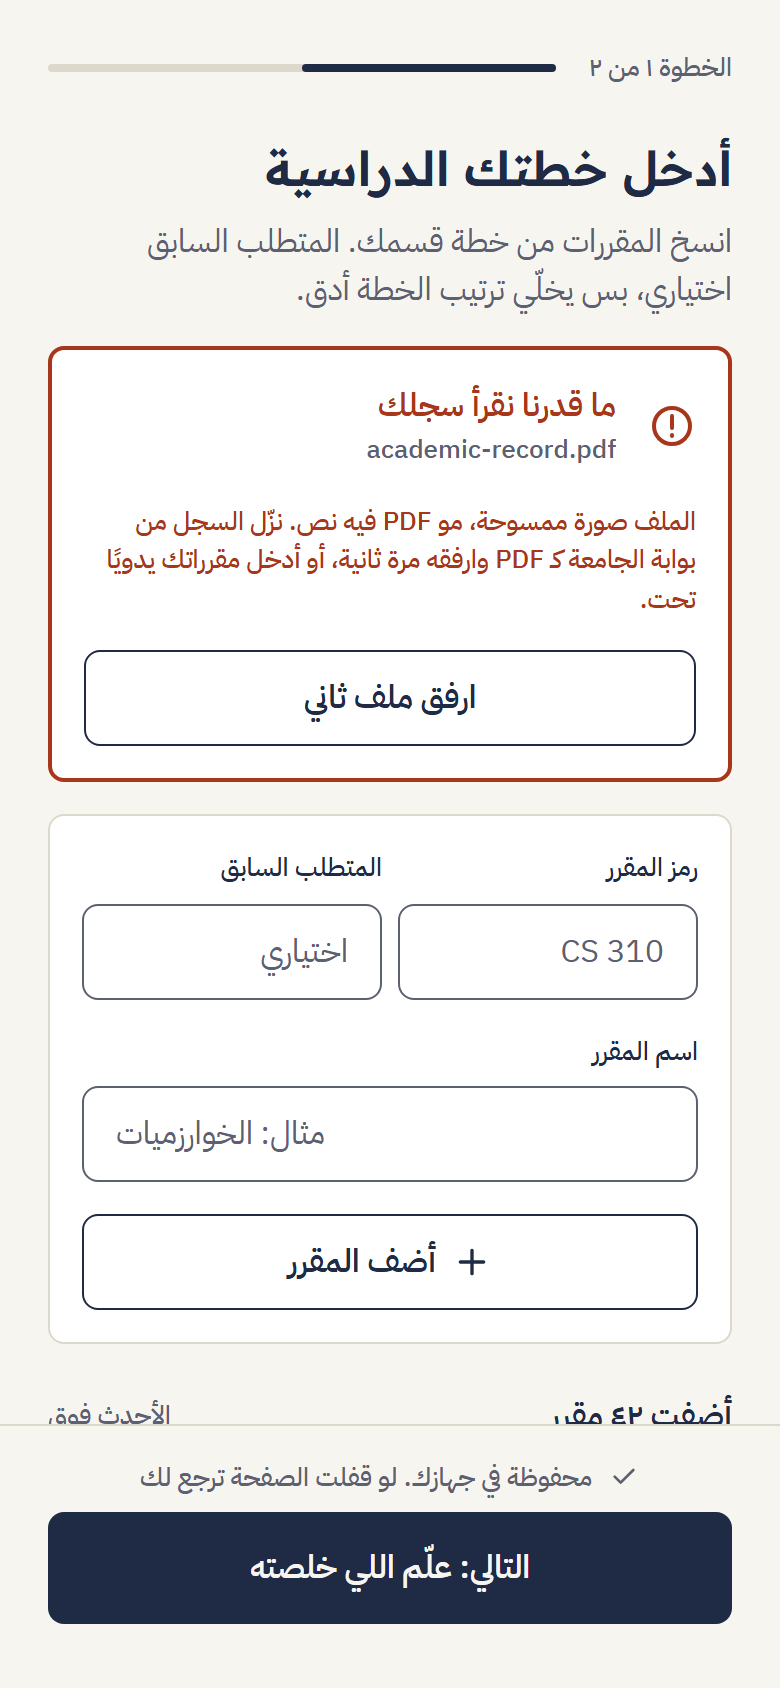 الخطوة ١ من ٢
أدخل خطتك الدراسية
انسخ المقررات من خطة قسمك. المتطلب السابق
اختياري، بس يخلّي ترتيب الخطة أدق.
ما قدرنا نقرأ سجلك
academic-record.pdf
الملف صورة ممسوحة، مو PDF فيه نص. نزّل السجل من
بوابة الجامعة كـ PDF وارفقه مرة ثانية، أو أدخل مقرراتك يدويًا
تحت.
ارفق ملف ثاني
رمز المقرر
المتطلب السابق
CS 310
اختياري
اسم المقرر
مثال: الخوارزميات
أضف المقرر
أضفت ٤٢ مقرر
الأحدث فوق
محفوظة في جهازك. لو قفلت الصفحة ترجع لك
التالي: علّم اللي خلصته